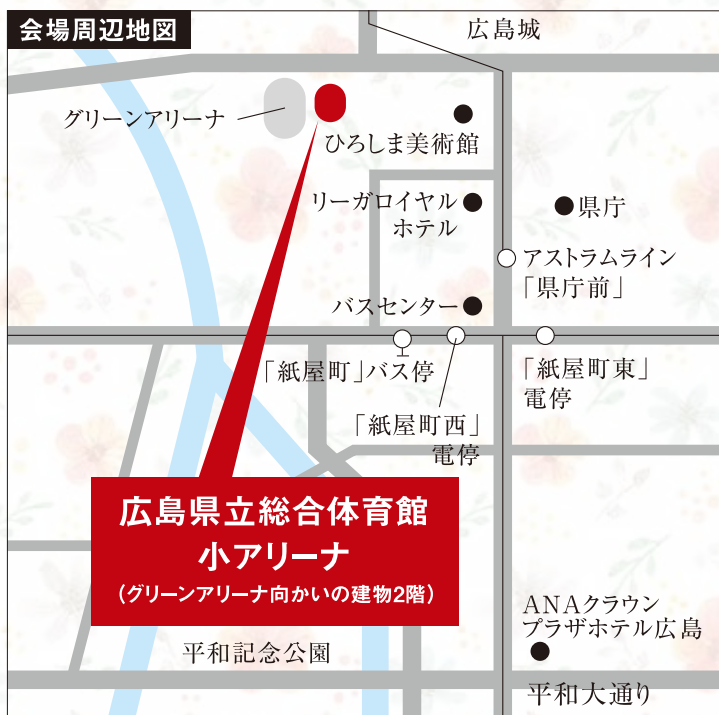 会場周辺地図
広島城
グリーンアリーナ
ひろしま美術館
リーガロイヤル
ホテル
県庁
アストラムライン
「県庁前」
バスセンター
「紙屋町」バス停
「紙屋町東」
電停
「紙屋町西」
電停
広島県立総合体育館
小アリーナ
(グリーンアリーナ向かいの建物2階)
ANAクラウン
プラザホテル広島
平和記念公園
平和大通り